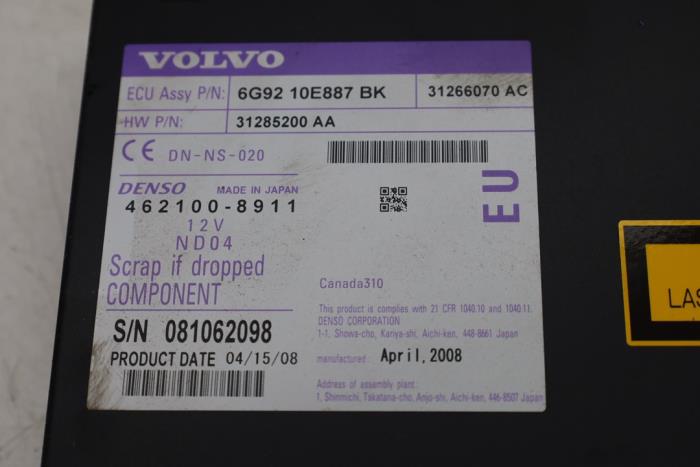 VOLVO
ECU Assy P/N: 6G92 10E887 BK 31266070 AC
HW P/N: 31285200 AA
CE DN-NS-020
DENSO MADE IN JAPAN
462100-8911
12V
ND04
EU
Scrap if dropped
COMPONENT
Canada310
This product is complies with 21 CFR 1040.10 and 1040.11.
DENSO CORPORATION
1-1, Showa-cho, Kariya-shi, Aichi-ken, 448-8661 Japan
S/N 081062098
PRODUCT DATE 04/15/08
manufactured: April, 2008
Address of assembly plant:
1, Shinmichi, Takatana-cho, Anjo-shi, Aichi-ken, 446-8507 Japan
LAS